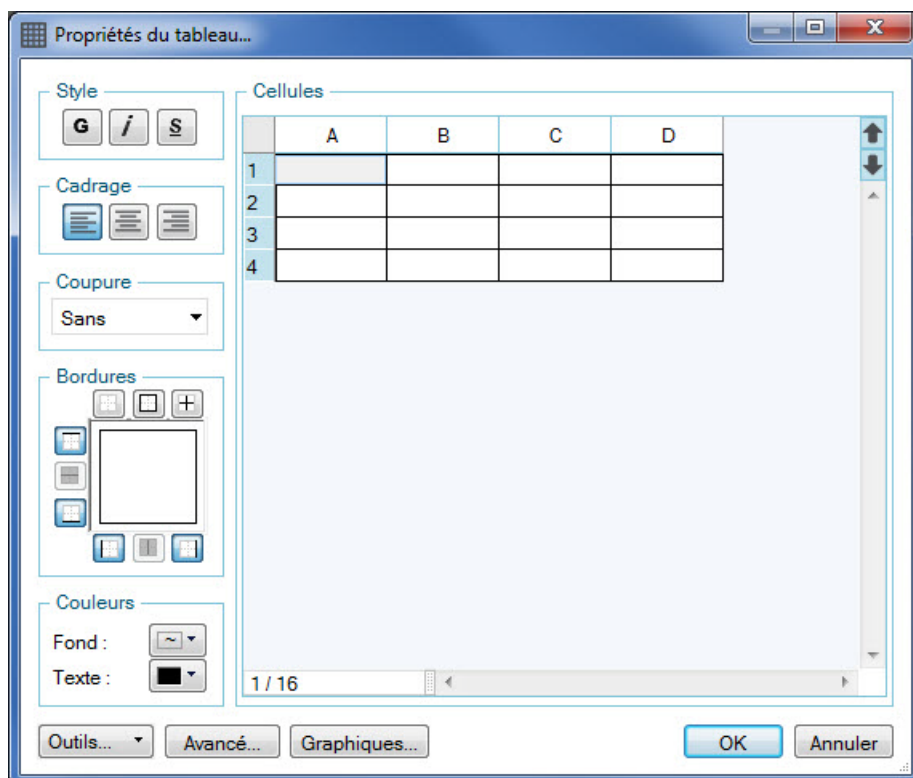 Propriétés du tableau...
Style
G i S
Cadrage
Coupure
Sans
Bordures
Couleurs
Fond :
Texte :
Cellules
A B C D
1
2
3
4
1 / 16
Outils... Avancé... Graphiques... OK Annuler